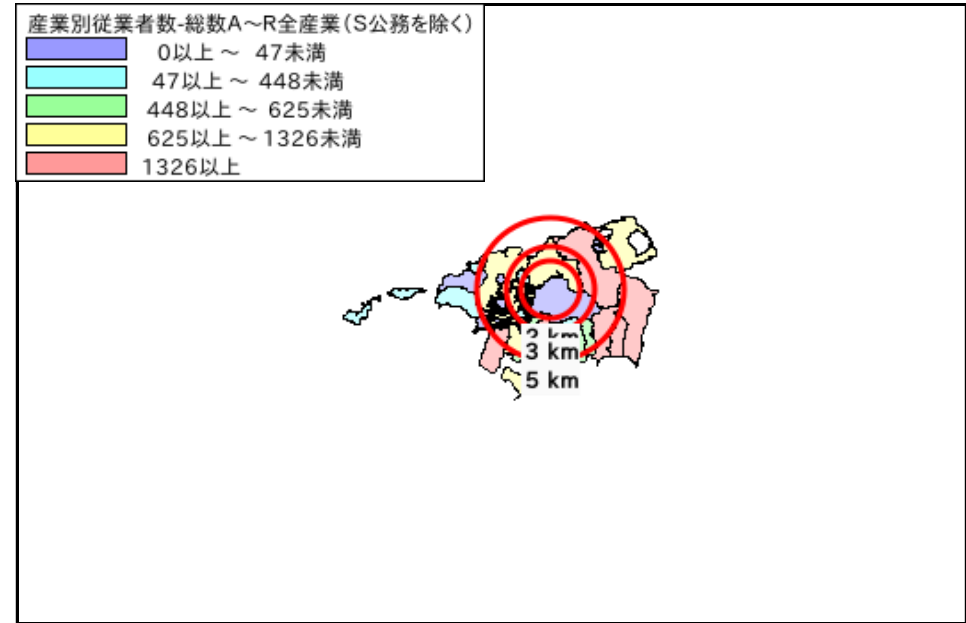 産業別従業者数-総数A～R全産業(S公務を除く)
0以上 ～ 47未満
47以上 ～ 448未満
448以上 ～ 625未満
625以上 ～ 1326未満
1326以上
3 km
5 km